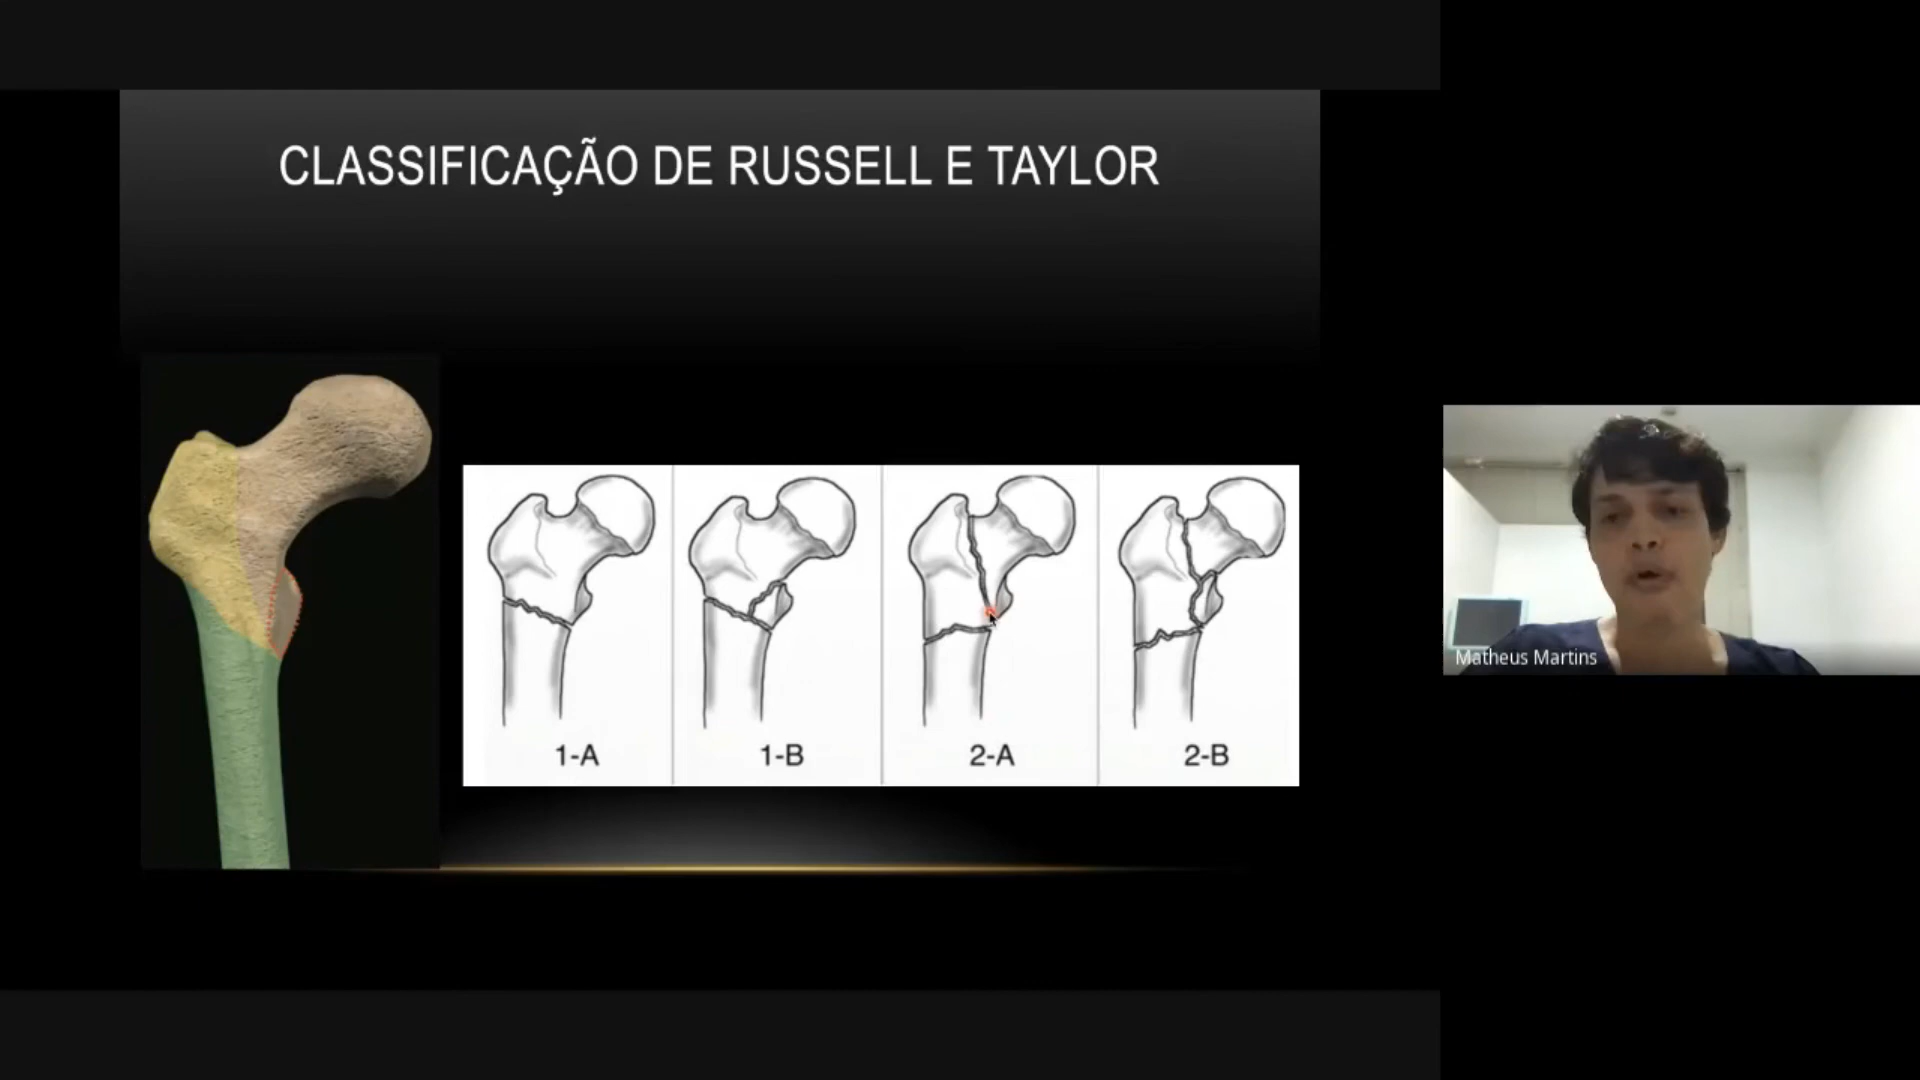 CLASSIFICAÇÃO DE RUSSELL E TAYLOR
1-A
1-B
2-A
2-B
Matheus Martins